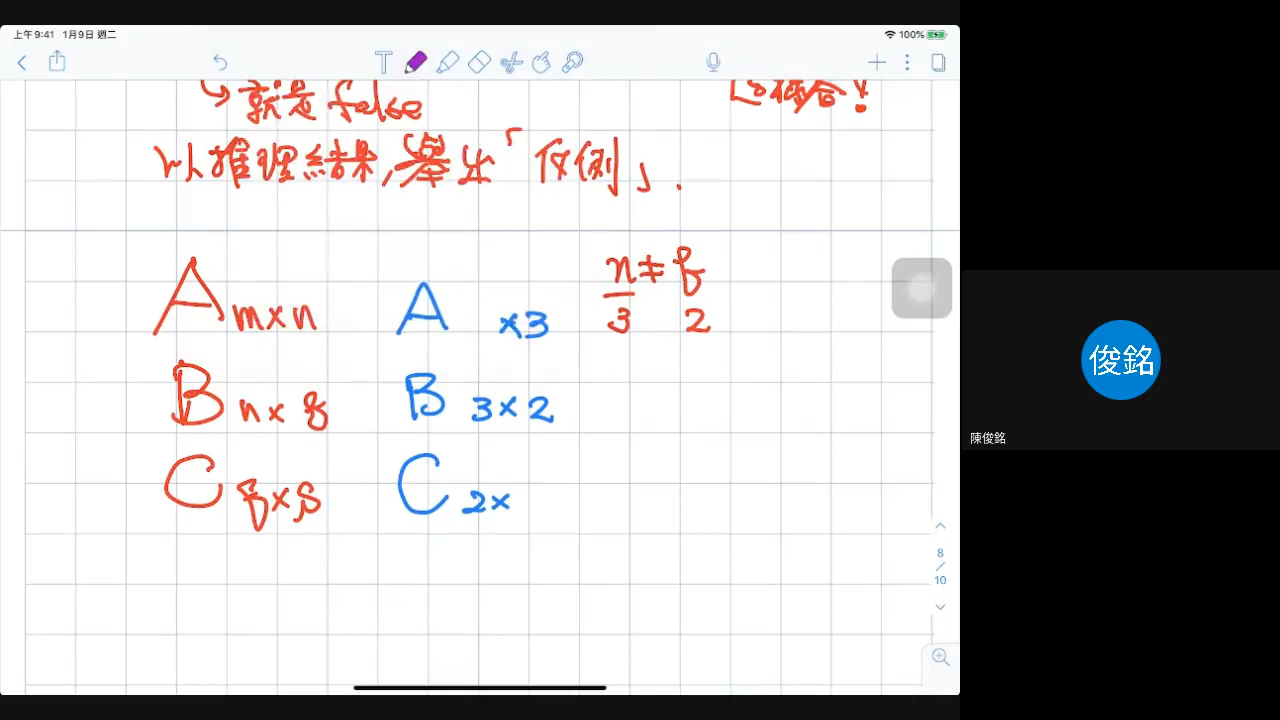 上午9:41 1月9日 週二
100%
T
↳就是 false
以推理結果,舉出「反例」.
A m×n A ×3 n≠q
3 2
B n×q B 3×2
C q×s C 2×
8
/
10
俊銘
陳俊銘